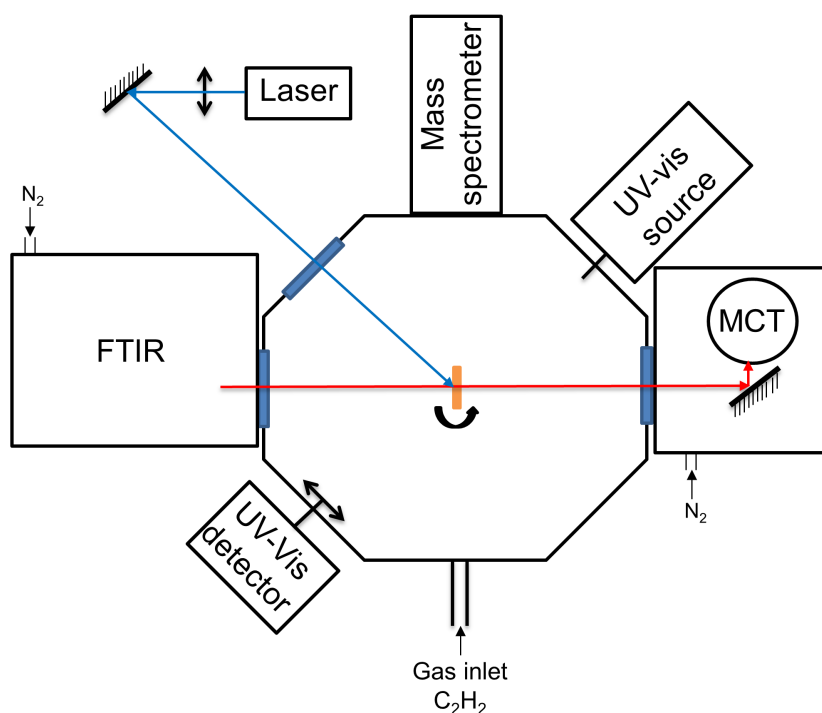 Laser
Mass
spectrometer
UV-vis
source
N₂
FTIR
MCT
N₂
UV-Vis
detector
Gas inlet
C₂H₂